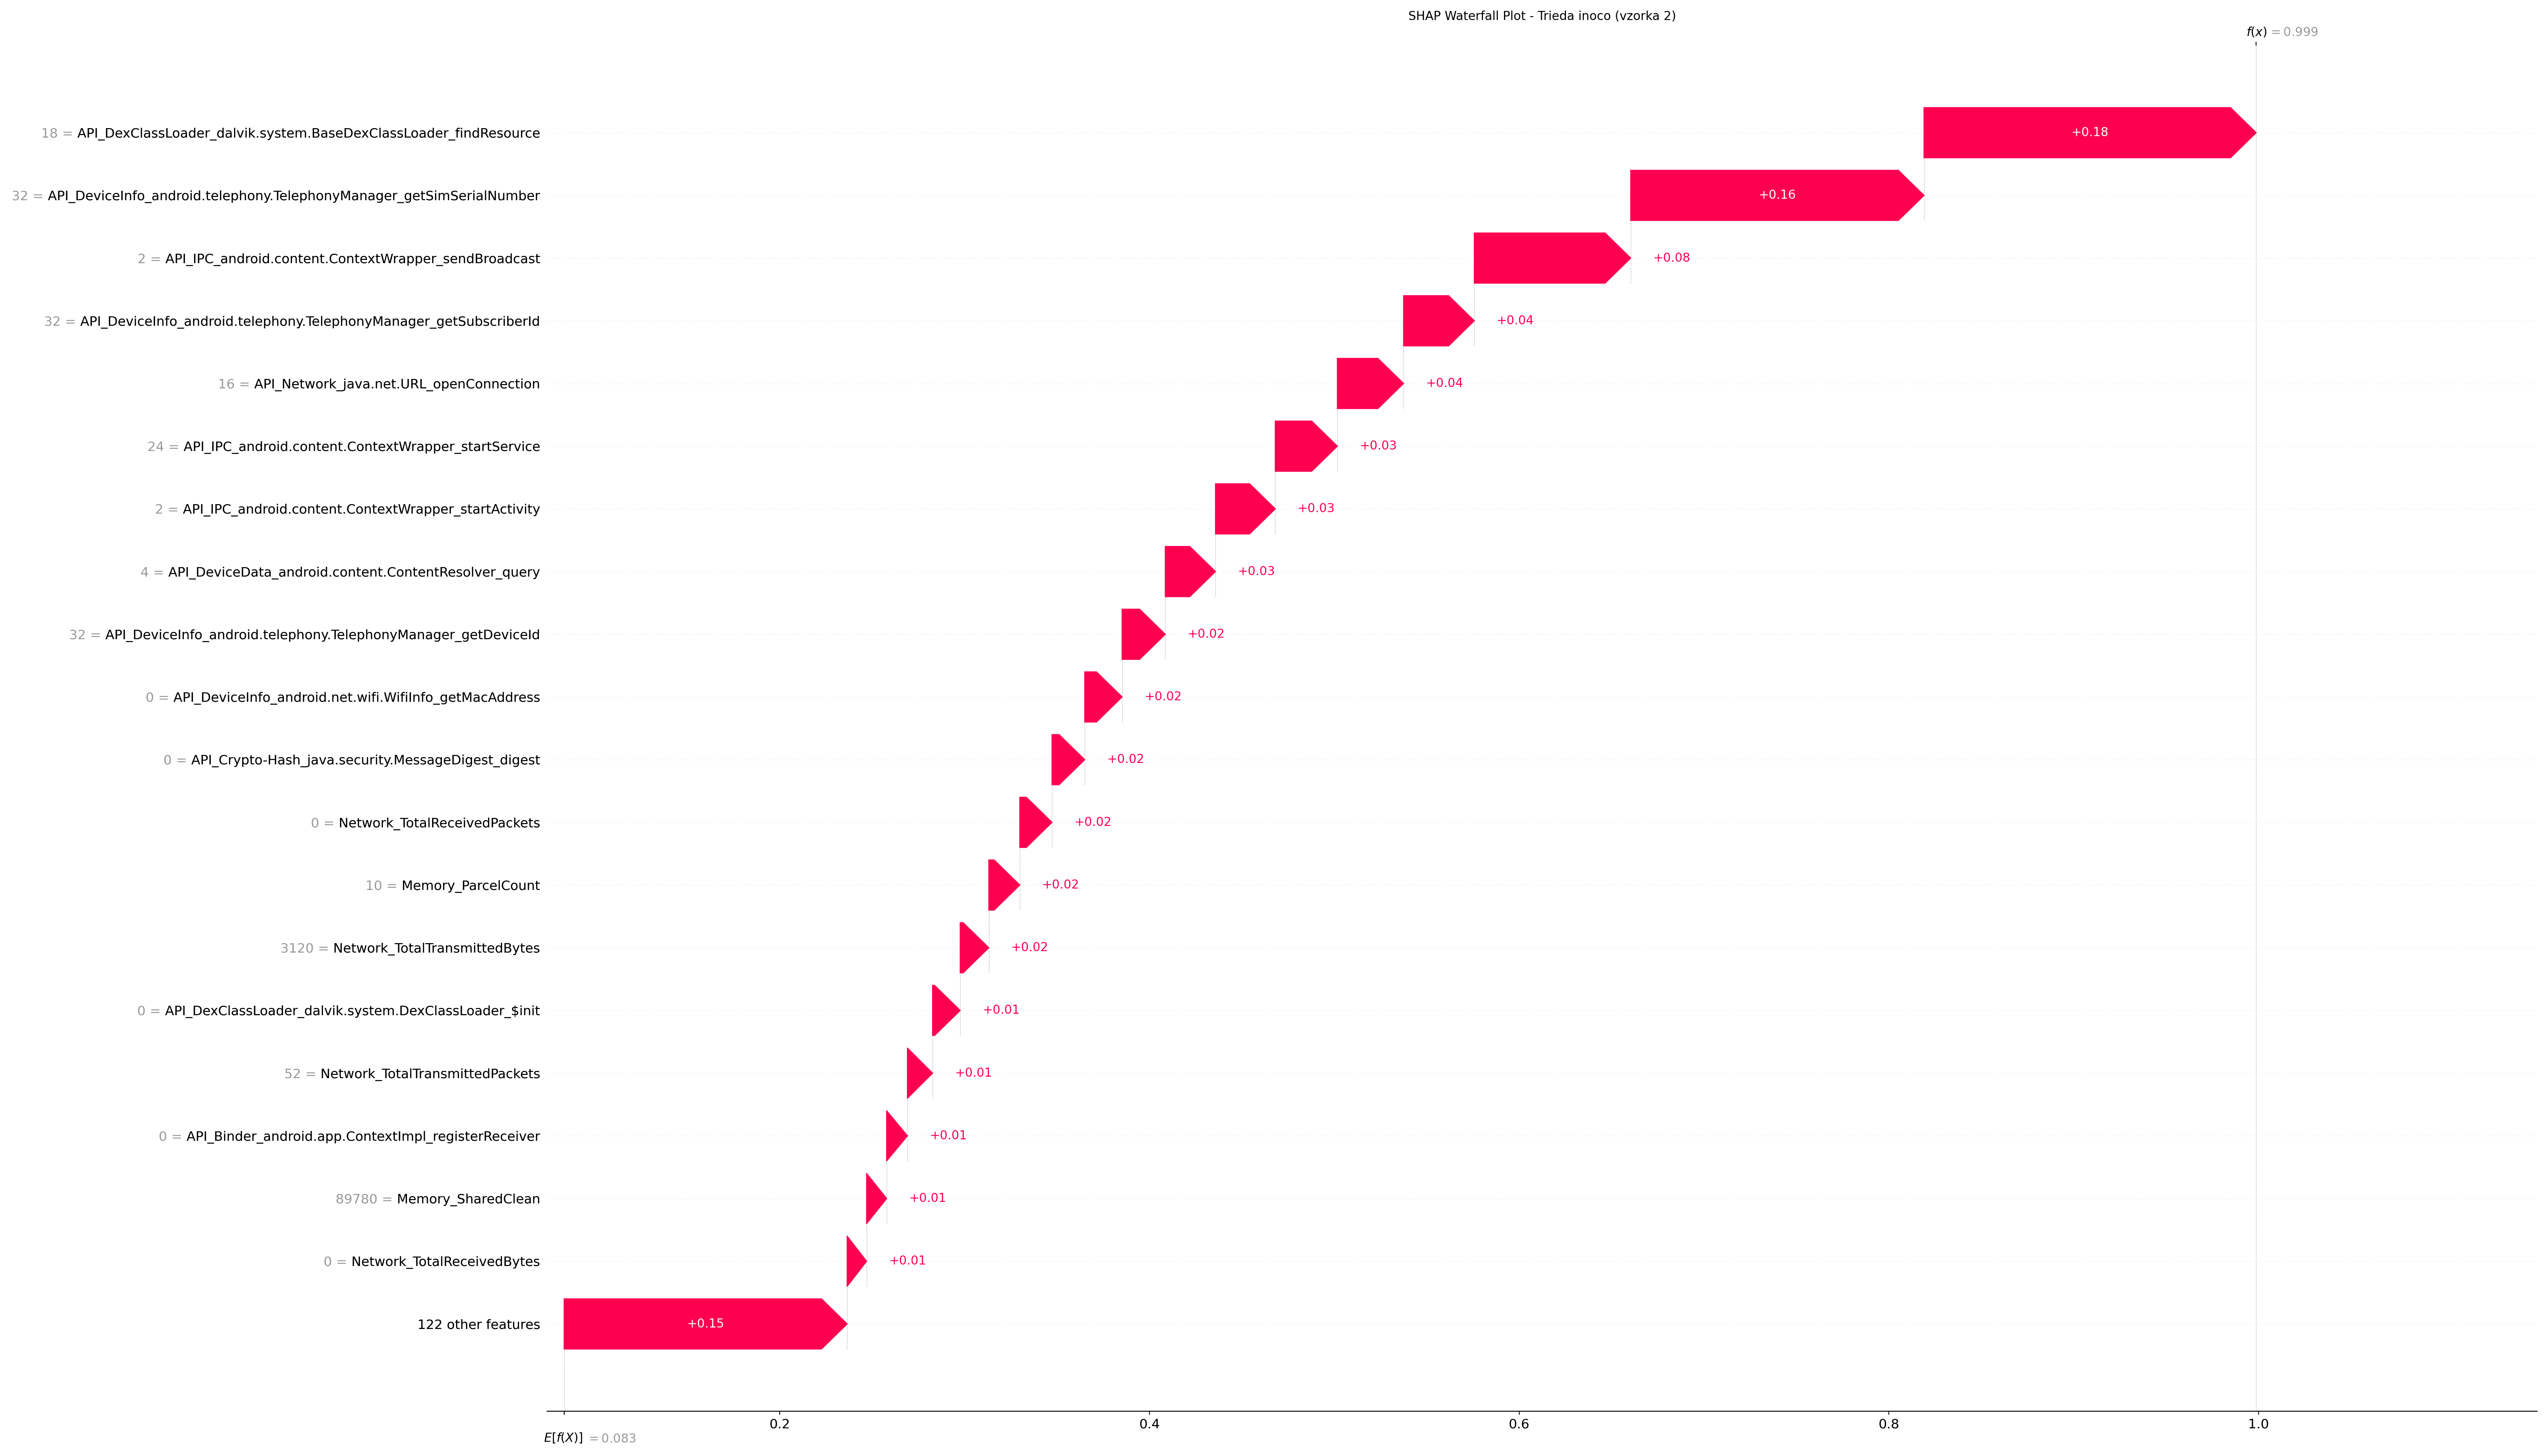 SHAP Waterfall Plot - Trieda inoco (vzorka 2)
f(x) = 0.999
18 = API_DexClassLoader_dalvik.system.BaseDexClassLoader_findResource +0.18
32 = API_DeviceInfo_android.telephony.TelephonyManager_getSimSerialNumber +0.16
2 = API_IPC_android.content.ContextWrapper_sendBroadcast +0.08
32 = API_DeviceInfo_android.telephony.TelephonyManager_getSubscriberId +0.04
16 = API_Network_java.net.URL_openConnection +0.04
24 = API_IPC_android.content.ContextWrapper_startService +0.03
2 = API_IPC_android.content.ContextWrapper_startActivity +0.03
4 = API_DeviceData_android.content.ContentResolver_query +0.03
32 = API_DeviceInfo_android.telephony.TelephonyManager_getDeviceId +0.02
0 = API_DeviceInfo_android.net.wifi.WifiInfo_getMacAddress +0.02
0 = API_Crypto-Hash_java.security.MessageDigest_digest +0.02
0 = Network_TotalReceivedPackets +0.02
10 = Memory_ParcelCount +0.02
3120 = Network_TotalTransmittedBytes +0.02
0 = API_DexClassLoader_dalvik.system.DexClassLoader_$init +0.01
52 = Network_TotalTransmittedPackets +0.01
0 = API_Binder_android.app.ContextImpl_registerReceiver +0.01
89780 = Memory_SharedClean +0.01
0 = Network_TotalReceivedBytes +0.01
122 other features +0.15
0.2 0.4 0.6 0.8 1.0
E[f(X)] = 0.083